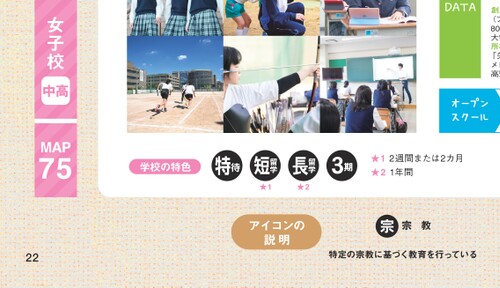 女子校
中高
MAP
75
DATA
オープン
スクール
学校の特色
特待
短留学
長留学
3期
★1
★2
★1 2週間または2カ月
★2 1年間
アイコンの
説明
宗 宗教
特定の宗教に基づく教育を行っている
22